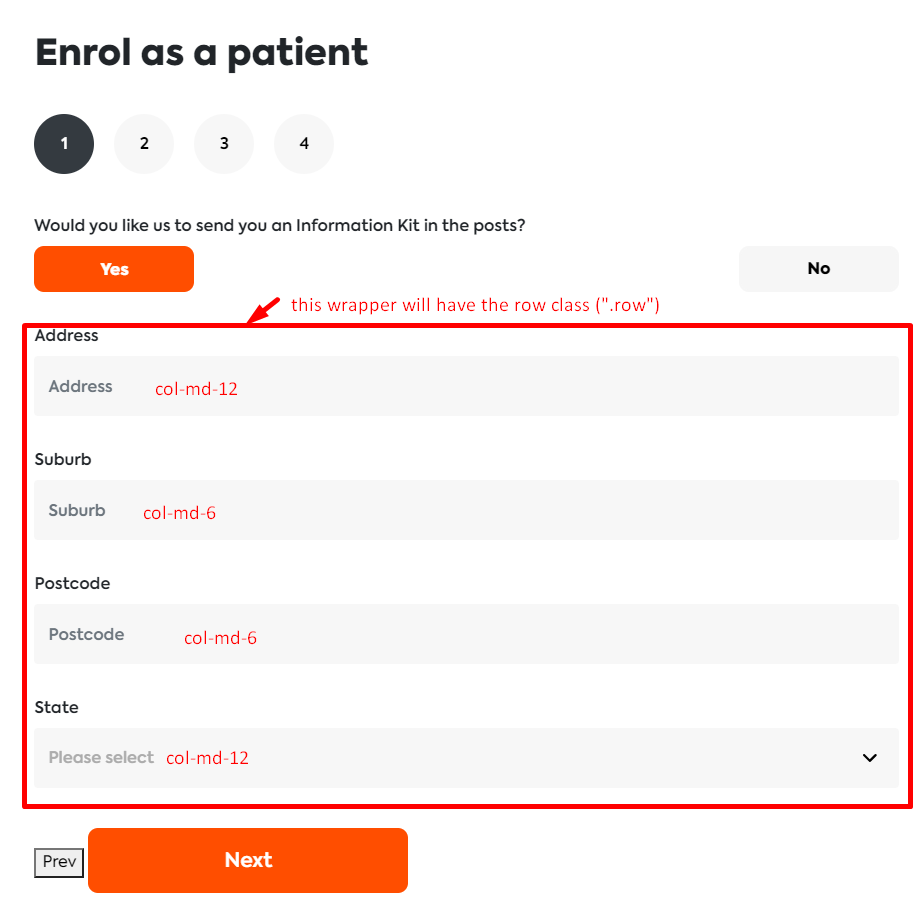 Enrol as a patient
1 2 3 4
Would you like us to send you an Information Kit in the posts?
Yes No
this wrapper will have the row class (".row")
Address
Address col-md-12
Suburb
Suburb col-md-6
Postcode
Postcode col-md-6
State
Please select col-md-12
Prev Next